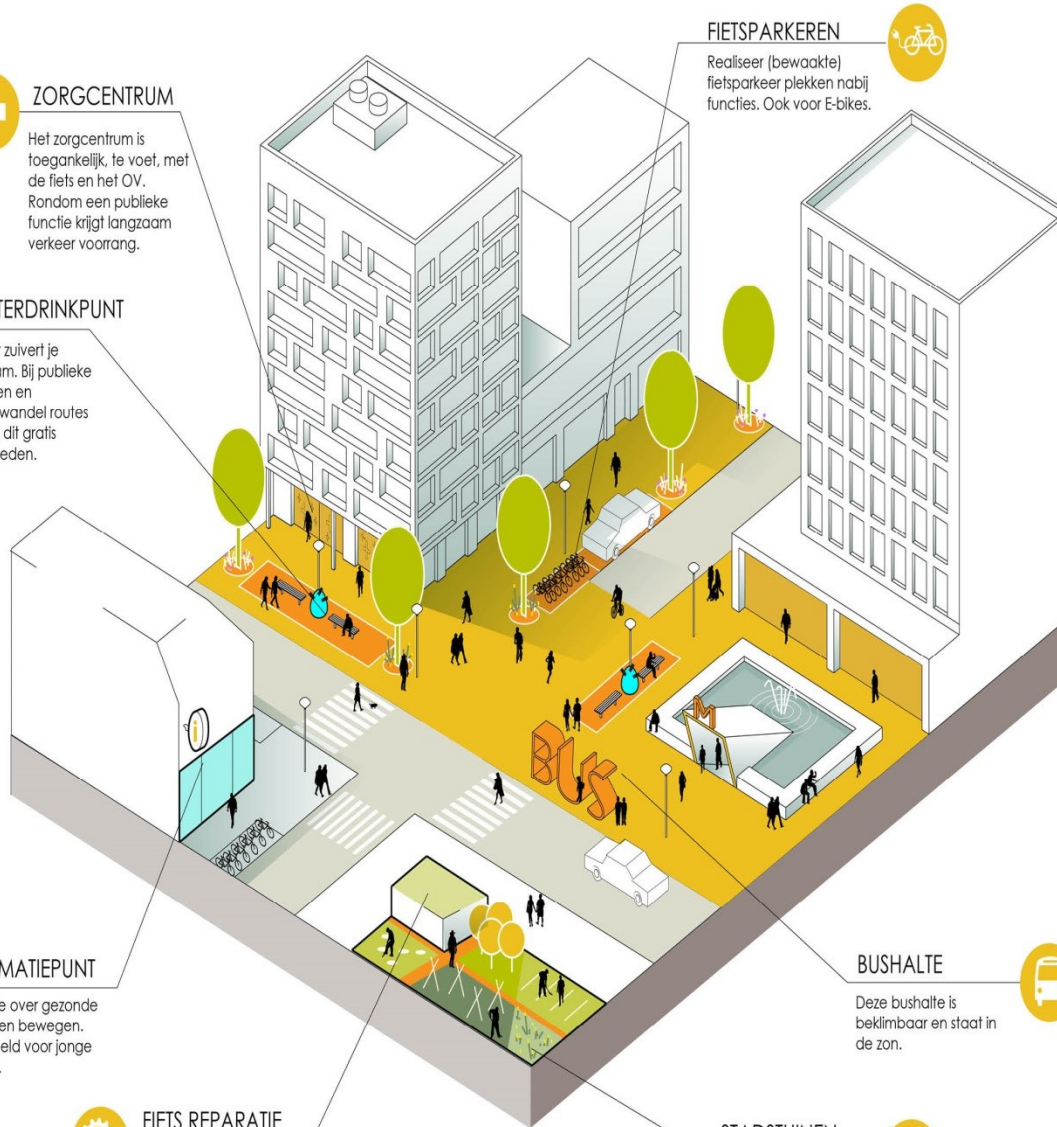 FIETSPARKEREN
Realiseer (bewaakte)
fietsparkeer plekken nabij
functies. Ook voor E-bikes.
ZORGCENTRUM
Het zorgcentrum is
toegankelijk, te voet, met
de fiets en het OV.
Rondom een publieke
functie krijgt langzaam
verkeer voorrang.
TERDRINKPUNT
zuivert je
am. Bij publieke
en en
wandel routes
dit gratis
eden.
i
M
BUS
MATIEPUNT
e over gezonde
en bewegen.
eld voor jonge
BUSHALTE
Deze bushalte is
beklimbaar en staat in
de zon.
FIETS REPARATIE
STADSTUINEN